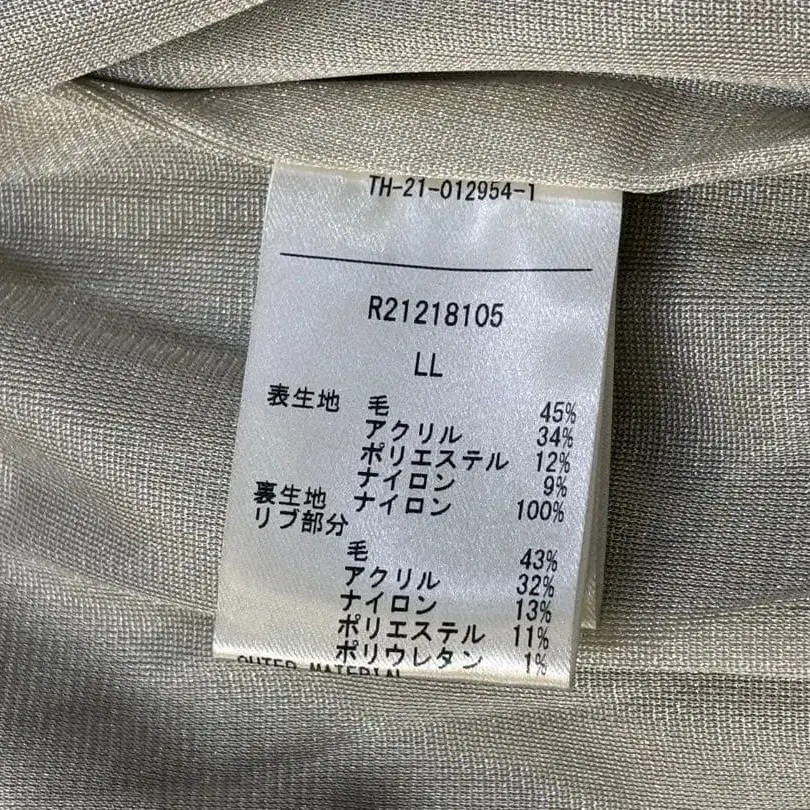 TH-21-012954-1
R21218105
LL
表生地 毛 45%
アクリル 34%
ポリエステル 12%
ナイロン 9%
裏生地 ナイロン 100%
リブ部分
毛 43%
アクリル 32%
ナイロン 13%
ポリエステル 11%
ポリウレタン 1%
OUTER MATERIAL